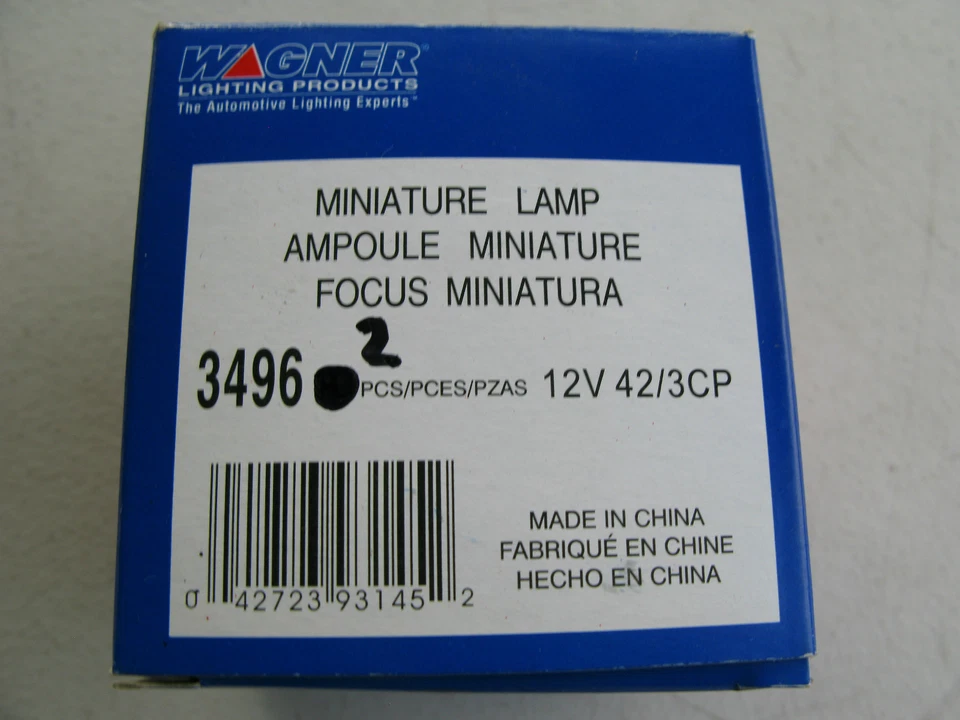 WAGNER®
LIGHTING PRODUCTS
The Automotive Lighting Experts™
MINIATURE LAMP
AMPOULE MINIATURE
FOCUS MINIATURA
2
3496 PCS/PCES/PZAS 12V 42/3CP
MADE IN CHINA
FABRIQUÉ EN CHINE
HECHO EN CHINA
0 42723 93145 2